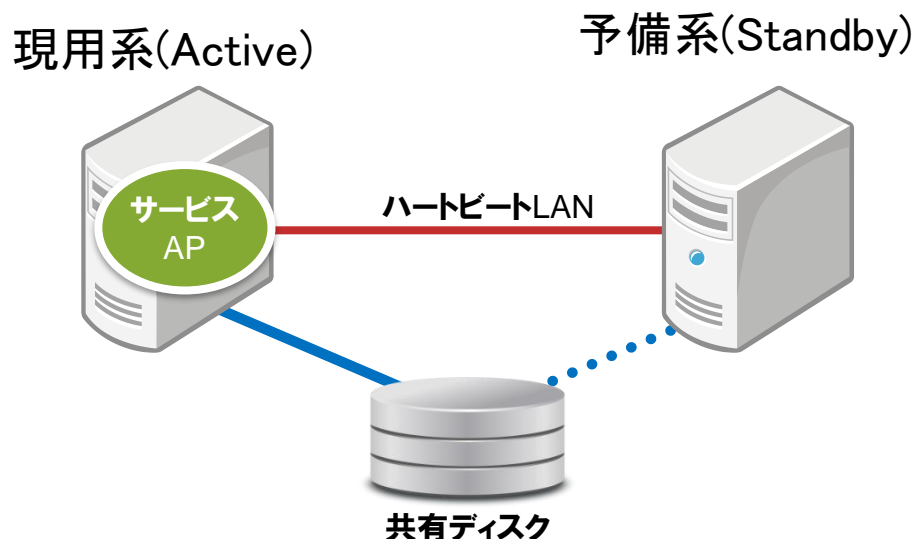 現用系(Active)
予備系(Standby)
サービス
AP
ハートビートLAN
共有ディスク